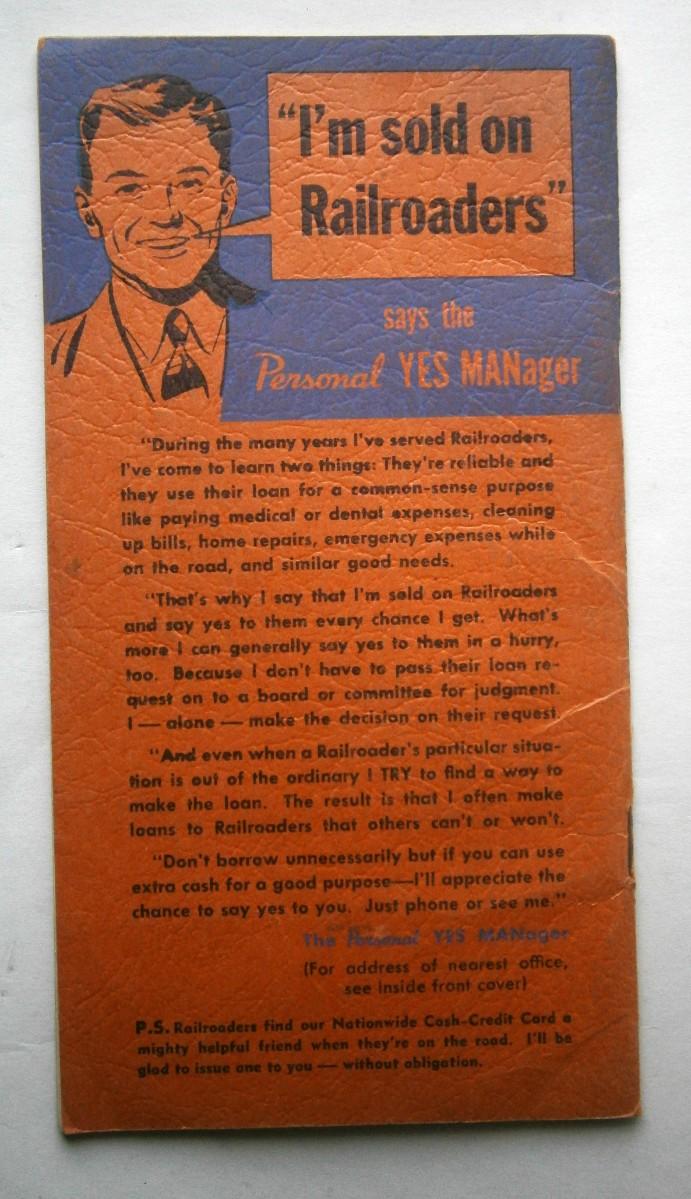 "I'm sold on
Railroaders"
says the
Personal YES MANager
"During the many years I've served Railroaders,
I've come to learn two things: They're reliable and
they use their loan for a common-sense purpose
like paying medical or dental expenses, cleaning
up bills, home repairs, emergency expenses while
on the road, and similar good needs.
"That's why I say that I'm sold on Railroaders
and say yes to them every chance I get. What's
more I can generally say yes to them in a hurry,
too. Because I don't have to pass their loan re-
quest on to a board or committee for judgment.
I — alone — make the decision on their request.
"And even when a Railroader's particular situa-
tion is out of the ordinary I TRY to find a way to
make the loan. The result is that I often make
loans to Railroaders that others can't or won't.
"Don't borrow unnecessarily but if you can use
extra cash for a good purpose—I'll appreciate the
chance to say yes to you. Just phone or see me."
The Personal YES MANager
(For address of nearest office,
see inside front cover)
P.S. Railroaders find our Nationwide Cash-Credit Card a
mighty helpful friend when they're on the road. I'll be
glad to issue one to you — without obligation.